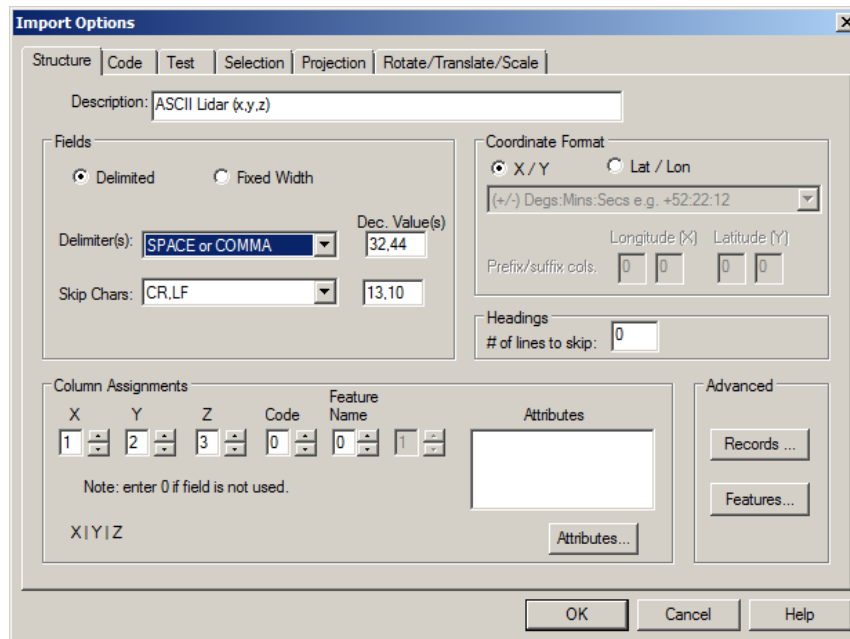 Import Options
Structure Code Test Selection Projection Rotate/Translate/Scale
Description: ASCII Lidar (x,y,z)
Fields
Delimited Fixed Width
Dec. Value(s)
Delimiter(s): SPACE or COMMA 32,44
Skip Chars: CR,LF 13,10
Coordinate Format
X / Y Lat / Lon
(+/-) Degs:Mins:Secs e.g. +52:22:12
Longitude (X) Latitude (Y)
Prefix/suffix cols. 0 0 0 0
Headings
# of lines to skip: 0
Column Assignments
X Y Z Code Feature Name
1 2 3 0 0 1
Note: enter 0 if field is not used.
X|Y|Z
Attributes
Attributes...
Advanced
Records ...
Features...
OK Cancel Help